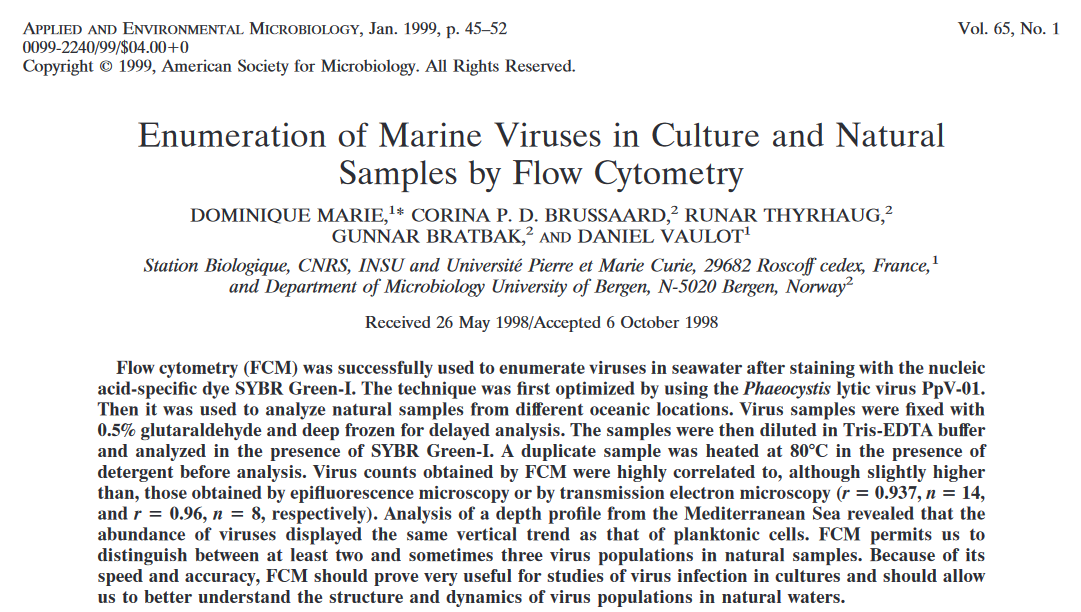 APPLIED AND ENVIRONMENTAL MICROBIOLOGY, Jan. 1999, p. 45–52
Vol. 65, No. 1
0099-2240/99/$04.00+0
Copyright © 1999, American Society for Microbiology. All Rights Reserved.
Enumeration of Marine Viruses in Culture and Natural
Samples by Flow Cytometry
DOMINIQUE MARIE,¹* CORINA P. D. BRUSSAARD,² RUNAR THYRHAUG,²
GUNNAR BRATBAK,² AND DANIEL VAULOT¹
Station Biologique, CNRS, INSU and Université Pierre et Marie Curie, 29682 Roscoff cedex, France,¹
and Department of Microbiology University of Bergen, N-5020 Bergen, Norway²
Received 26 May 1998/Accepted 6 October 1998
Flow cytometry (FCM) was successfully used to enumerate viruses in seawater after staining with the nucleic
acid-specific dye SYBR Green-I. The technique was first optimized by using the Phaeocystis lytic virus PpV-01.
Then it was used to analyze natural samples from different oceanic locations. Virus samples were fixed with
0.5% glutaraldehyde and deep frozen for delayed analysis. The samples were then diluted in Tris-EDTA buffer
and analyzed in the presence of SYBR Green-I. A duplicate sample was heated at 80°C in the presence of
detergent before analysis. Virus counts obtained by FCM were highly correlated to, although slightly higher
than, those obtained by epifluorescence microscopy or by transmission electron microscopy (r = 0.937, n = 14,
and r = 0.96, n = 8, respectively). Analysis of a depth profile from the Mediterranean Sea revealed that the
abundance of viruses displayed the same vertical trend as that of planktonic cells. FCM permits us to
distinguish between at least two and sometimes three virus populations in natural samples. Because of its
speed and accuracy, FCM should prove very useful for studies of virus infection in cultures and should allow
us to better understand the structure and dynamics of virus populations in natural waters.